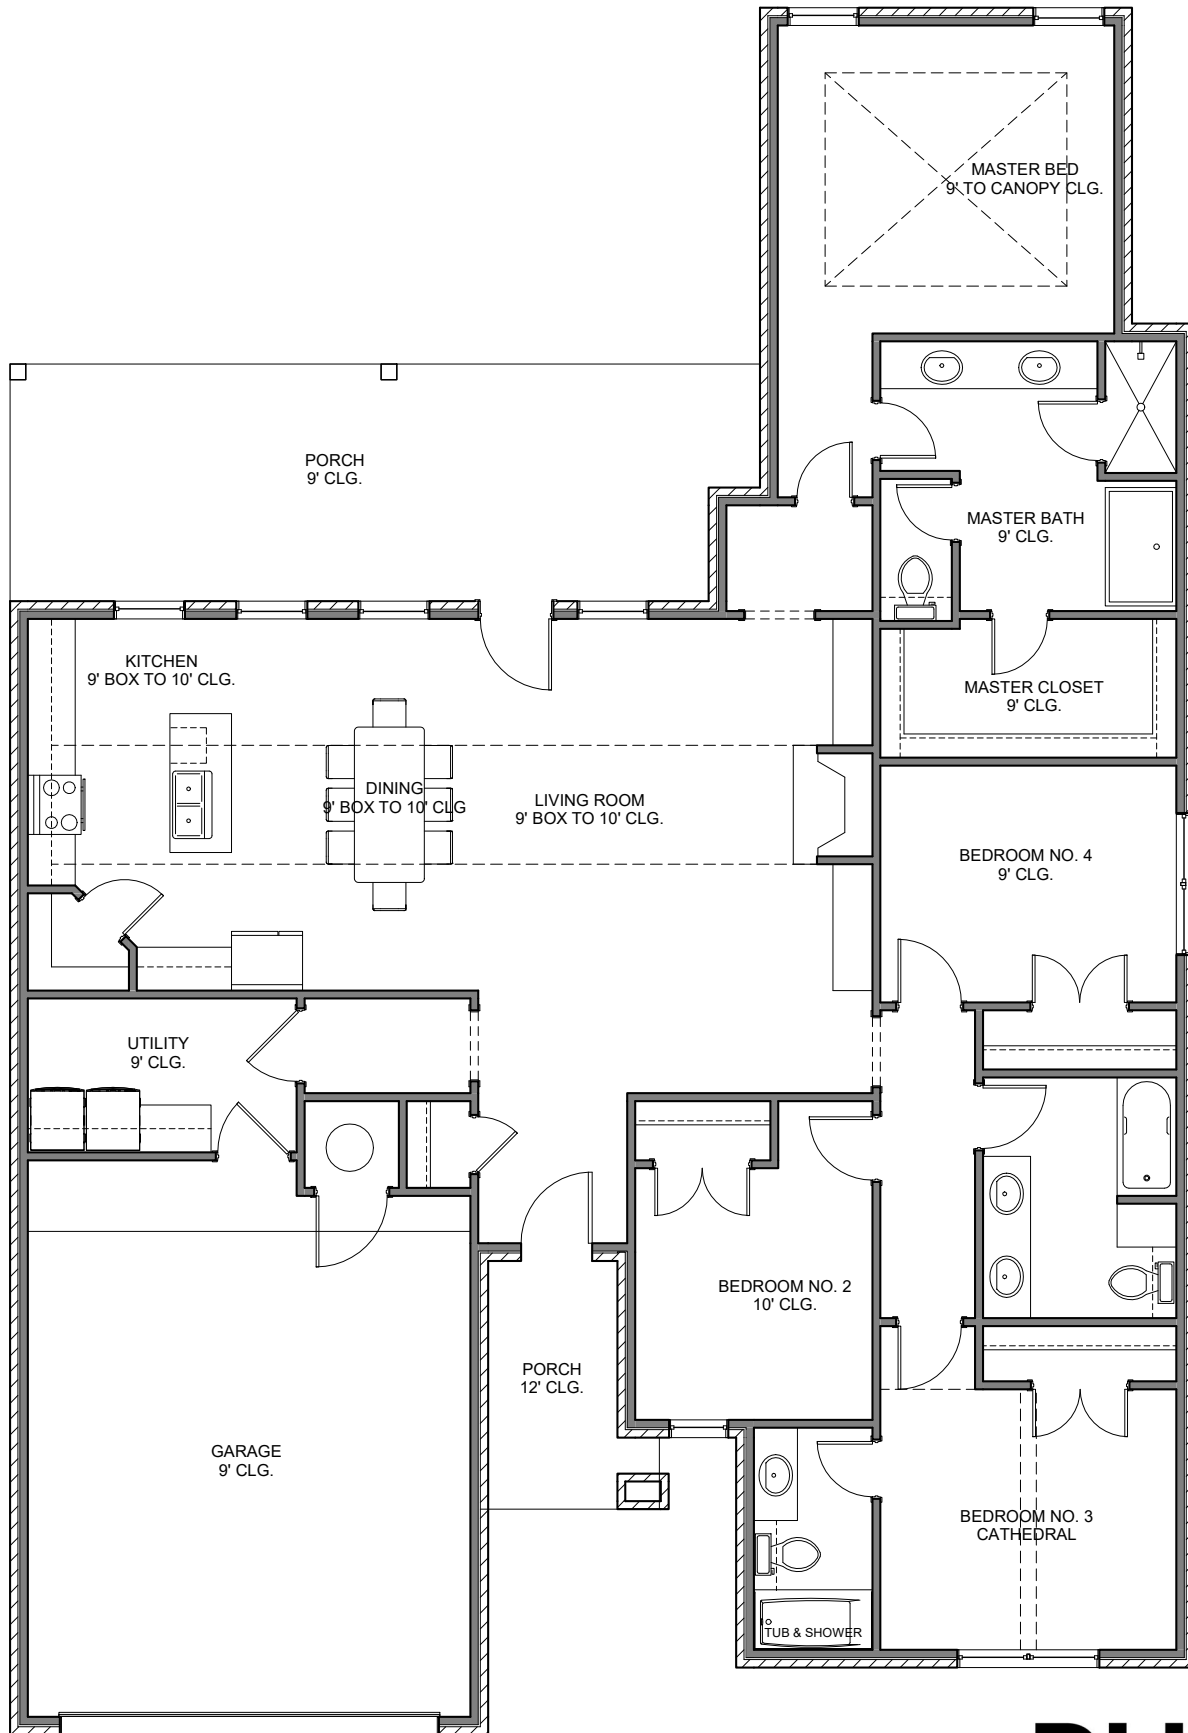 MASTER BED
9' TO CANOPY CLG.
PORCH
9' CLG.
MASTER BATH
9' CLG.
KITCHEN
9' BOX TO 10' CLG.
MASTER CLOSET
9' CLG.
DINING
9' BOX TO 10' CLG
LIVING ROOM
9' BOX TO 10' CLG.
BEDROOM NO. 4
9' CLG.
UTILITY
9' CLG.
BEDROOM NO. 2
10' CLG.
PORCH
12' CLG.
GARAGE
9' CLG.
BEDROOM NO. 3
CATHEDRAL
TUB & SHOWER